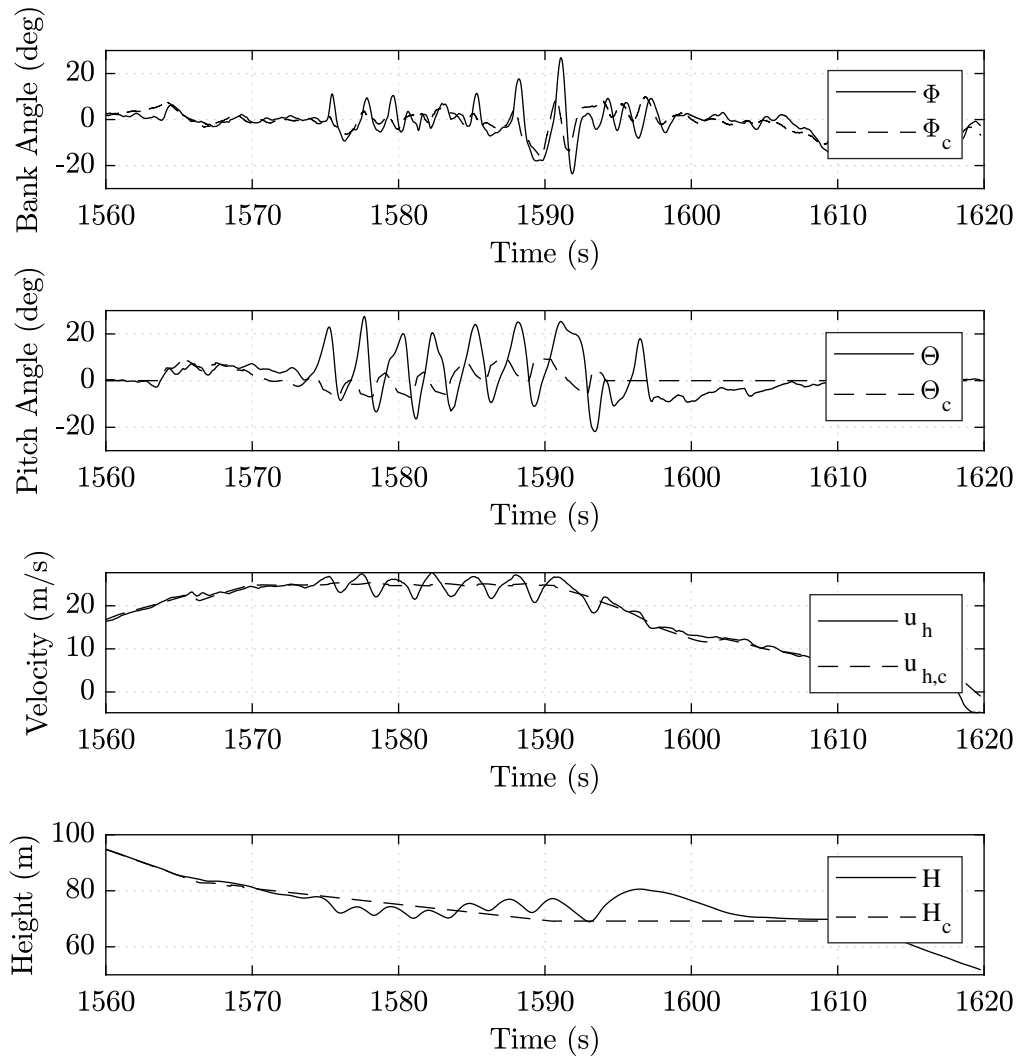 Bank Angle (deg)
20
0
-20
Φ
Φc
1560 1570 1580 1590 1600 1610 1620
Time (s)
Pitch Angle (deg)
20
0
-20
Θ
Θc
1560 1570 1580 1590 1600 1610 1620
Time (s)
Velocity (m/s)
20
10
0
uh
uh,c
1560 1570 1580 1590 1600 1610 1620
Time (s)
Height (m)
100
80
60
H
Hc
1560 1570 1580 1590 1600 1610 1620
Time (s)